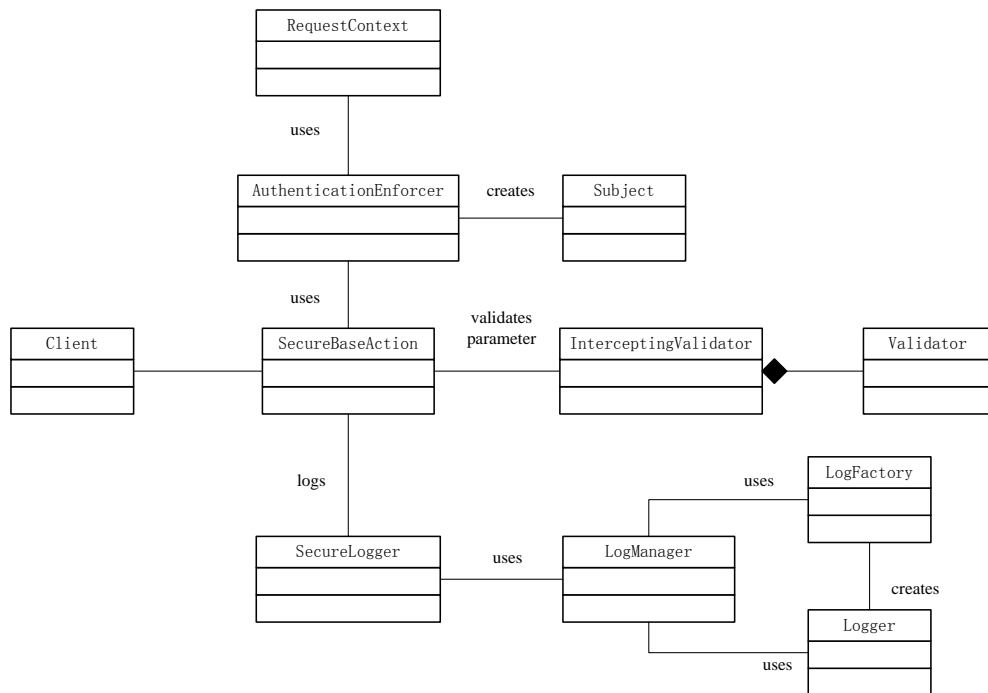 RequestContext
uses
AuthenticationEnforcer
creates
Subject
uses
Client
SecureBaseAction
validates
parameter
InterceptingValidator
Validator
logs
uses
LogFactory
SecureLogger
uses
LogManager
creates
Logger
uses